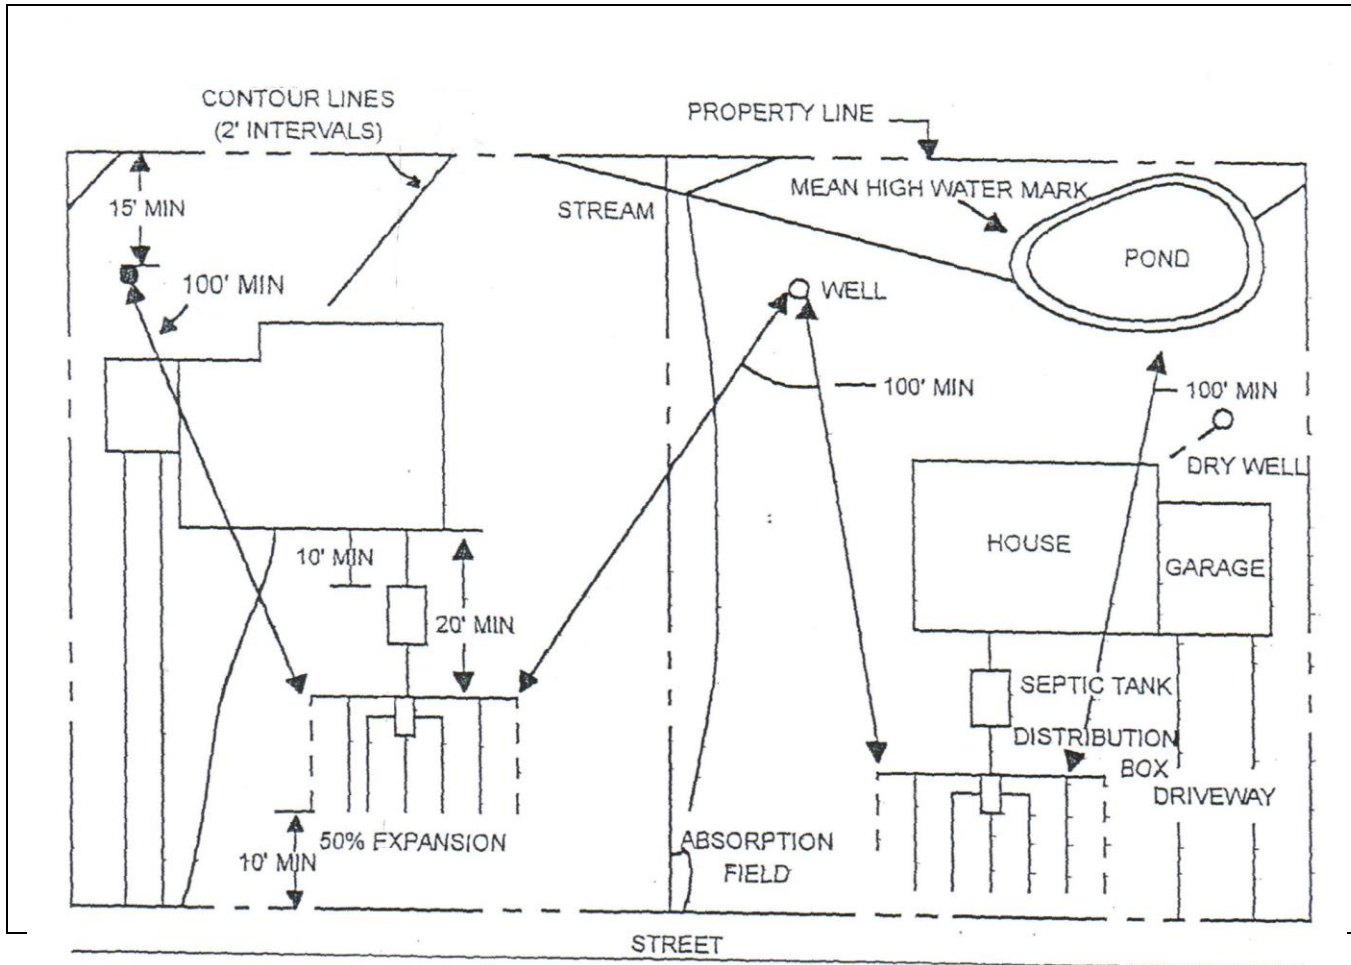 CONTOUR LINES
(2' INTERVALS)
PROPERTY LINE
15' MIN
STREAM
MEAN HIGH WATER MARK
POND
100' MIN
WELL
100' MIN
100' MIN
DRY WELL
10' MIN
HOUSE
GARAGE
20' MIN
SEPTIC TANK
DISTRIBUTION
BOX
DRIVEWAY
50% EXPANSION
10' MIN
ABSORPTION
FIELD
STREET